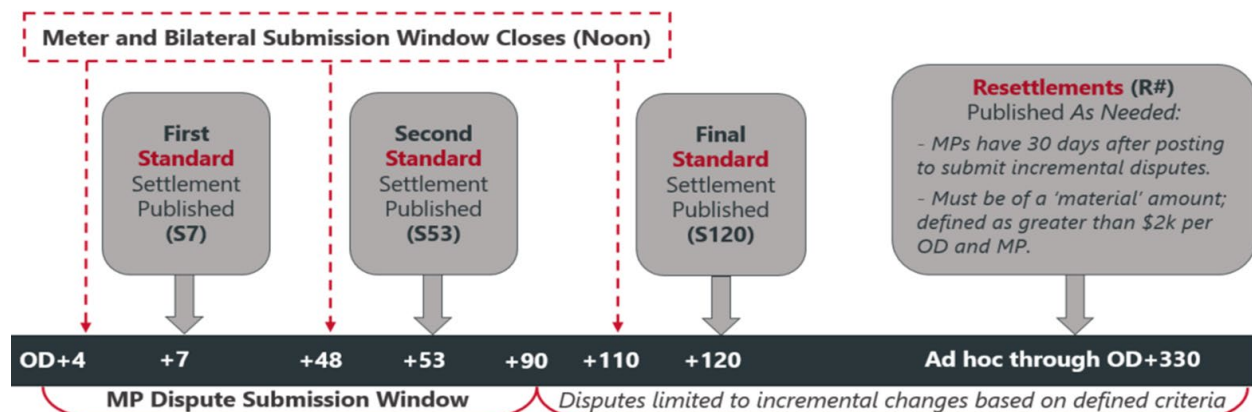 Meter and Bilateral Submission Window Closes (Noon)
First
Standard
Settlement
Published
(S7)
Second
Standard
Settlement
Published
(S53)
Final
Standard
Settlement
Published
(S120)
Resettlements (R#)
Published As Needed:
- MPs have 30 days after posting
to submit incremental disputes.
- Must be of a ‘material’ amount;
defined as greater than $2k per
OD and MP.
OD+4 +7 +48 +53 +90 +110 +120 Ad hoc through OD+330
MP Dispute Submission Window
Disputes limited to incremental changes based on defined criteria